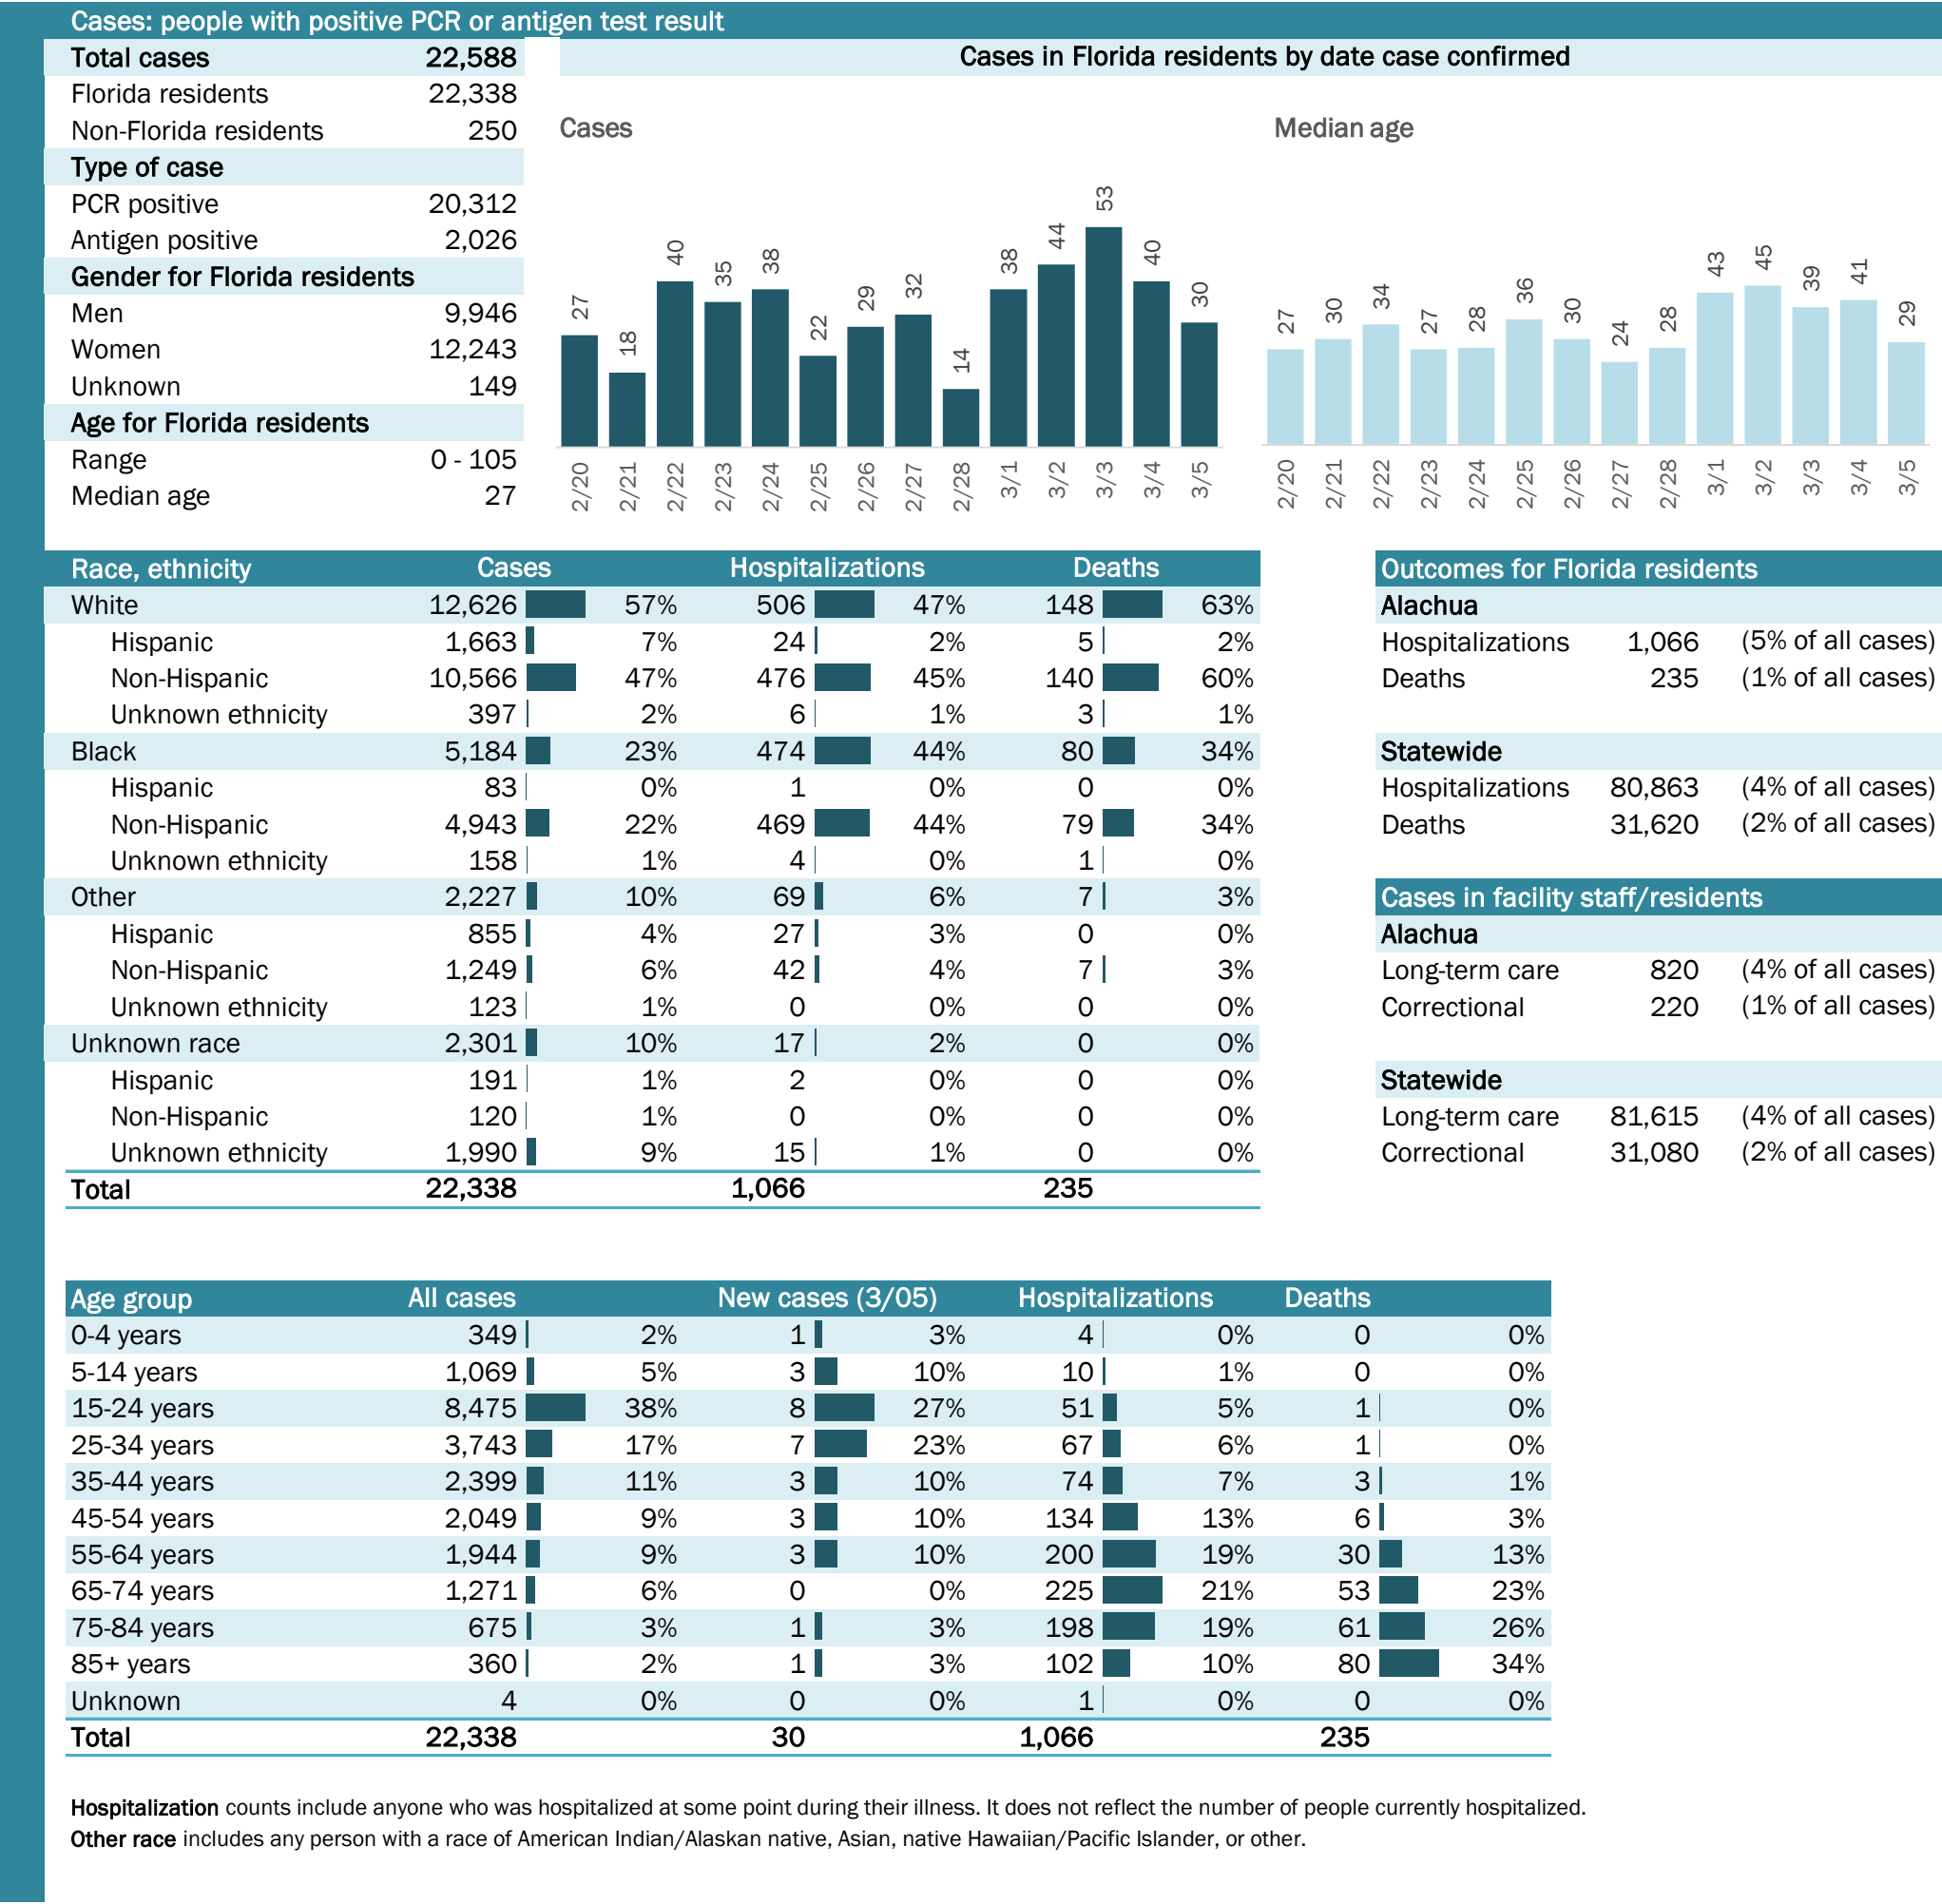 Cases: people with positive PCR or antigen test result
Total cases 22,588
Florida residents 22,338
Non-Florida residents 250
Type of case
PCR positive 20,312
Antigen positive 2,026
Gender for Florida residents
Men 9,946
Women 12,243
Unknown 149
Age for Florida residents
Range 0 - 105
Median age 27
Cases in Florida residents by date case confirmed
Cases
27 18 40 35 38 22 29 32 14 38 44 53 40 30
2/20 2/21 2/22 2/23 2/24 2/25 2/26 2/27 2/28 3/1 3/2 3/3 3/4 3/5
Median age
27 30 34 27 28 36 30 24 28 43 45 39 41 29
2/20 2/21 2/22 2/23 2/24 2/25 2/26 2/27 2/28 3/1 3/2 3/3 3/4 3/5
Race, ethnicity Cases Hospitalizations Deaths
White 12,626 57% 506 47% 148 63%
Hispanic 1,663 7% 24 2% 5 2%
Non-Hispanic 10,566 47% 476 45% 140 60%
Unknown ethnicity 397 2% 6 1% 3 1%
Black 5,184 23% 474 44% 80 34%
Hispanic 83 0% 1 0% 0 0%
Non-Hispanic 4,943 22% 469 44% 79 34%
Unknown ethnicity 158 1% 4 0% 1 0%
Other 2,227 10% 69 6% 7 3%
Hispanic 855 4% 27 3% 0 0%
Non-Hispanic 1,249 6% 42 4% 7 3%
Unknown ethnicity 123 1% 0 0% 0 0%
Unknown race 2,301 10% 17 2% 0 0%
Hispanic 191 1% 2 0% 0 0%
Non-Hispanic 120 1% 0 0% 0 0%
Unknown ethnicity 1,990 9% 15 1% 0 0%
Total 22,338 1,066 235
Outcomes for Florida residents
Alachua
Hospitalizations 1,066 (5% of all cases)
Deaths 235 (1% of all cases)
Statewide
Hospitalizations 80,863 (4% of all cases)
Deaths 31,620 (2% of all cases)
Cases in facility staff/residents
Alachua
Long-term care 820 (4% of all cases)
Correctional 220 (1% of all cases)
Statewide
Long-term care 81,615 (4% of all cases)
Correctional 31,080 (2% of all cases)
Age group All cases New cases (3/05) Hospitalizations Deaths
0-4 years 349 2% 1 3% 4 0% 0 0%
5-14 years 1,069 5% 3 10% 10 1% 0 0%
15-24 years 8,475 38% 8 27% 51 5% 1 0%
25-34 years 3,743 17% 7 23% 67 6% 1 0%
35-44 years 2,399 11% 3 10% 74 7% 3 1%
45-54 years 2,049 9% 3 10% 134 13% 6 3%
55-64 years 1,944 9% 3 10% 200 19% 30 13%
65-74 years 1,271 6% 0 0% 225 21% 53 23%
75-84 years 675 3% 1 3% 198 19% 61 26%
85+ years 360 2% 1 3% 102 10% 80 34%
Unknown 4 0% 0 0% 1 0% 0 0%
Total 22,338 30 1,066 235
Hospitalization counts include anyone who was hospitalized at some point during their illness. It does not reflect the number of people currently hospitalized.
Other race includes any person with a race of American Indian/Alaskan native, Asian, native Hawaiian/Pacific Islander, or other.